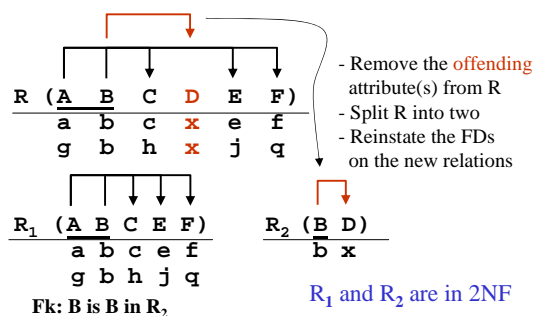 - Remove the offending
attribute(s) from R
- Split R into two
- Reinstate the FDs
on the new relations
R (A B C D E F)
a b c x e f
g b h x j q
R1 (A B C E F)
a b c e f
g b h j q
Fk: B is B in R2
R2 (B D)
b x
R1 and R2 are in 2NF